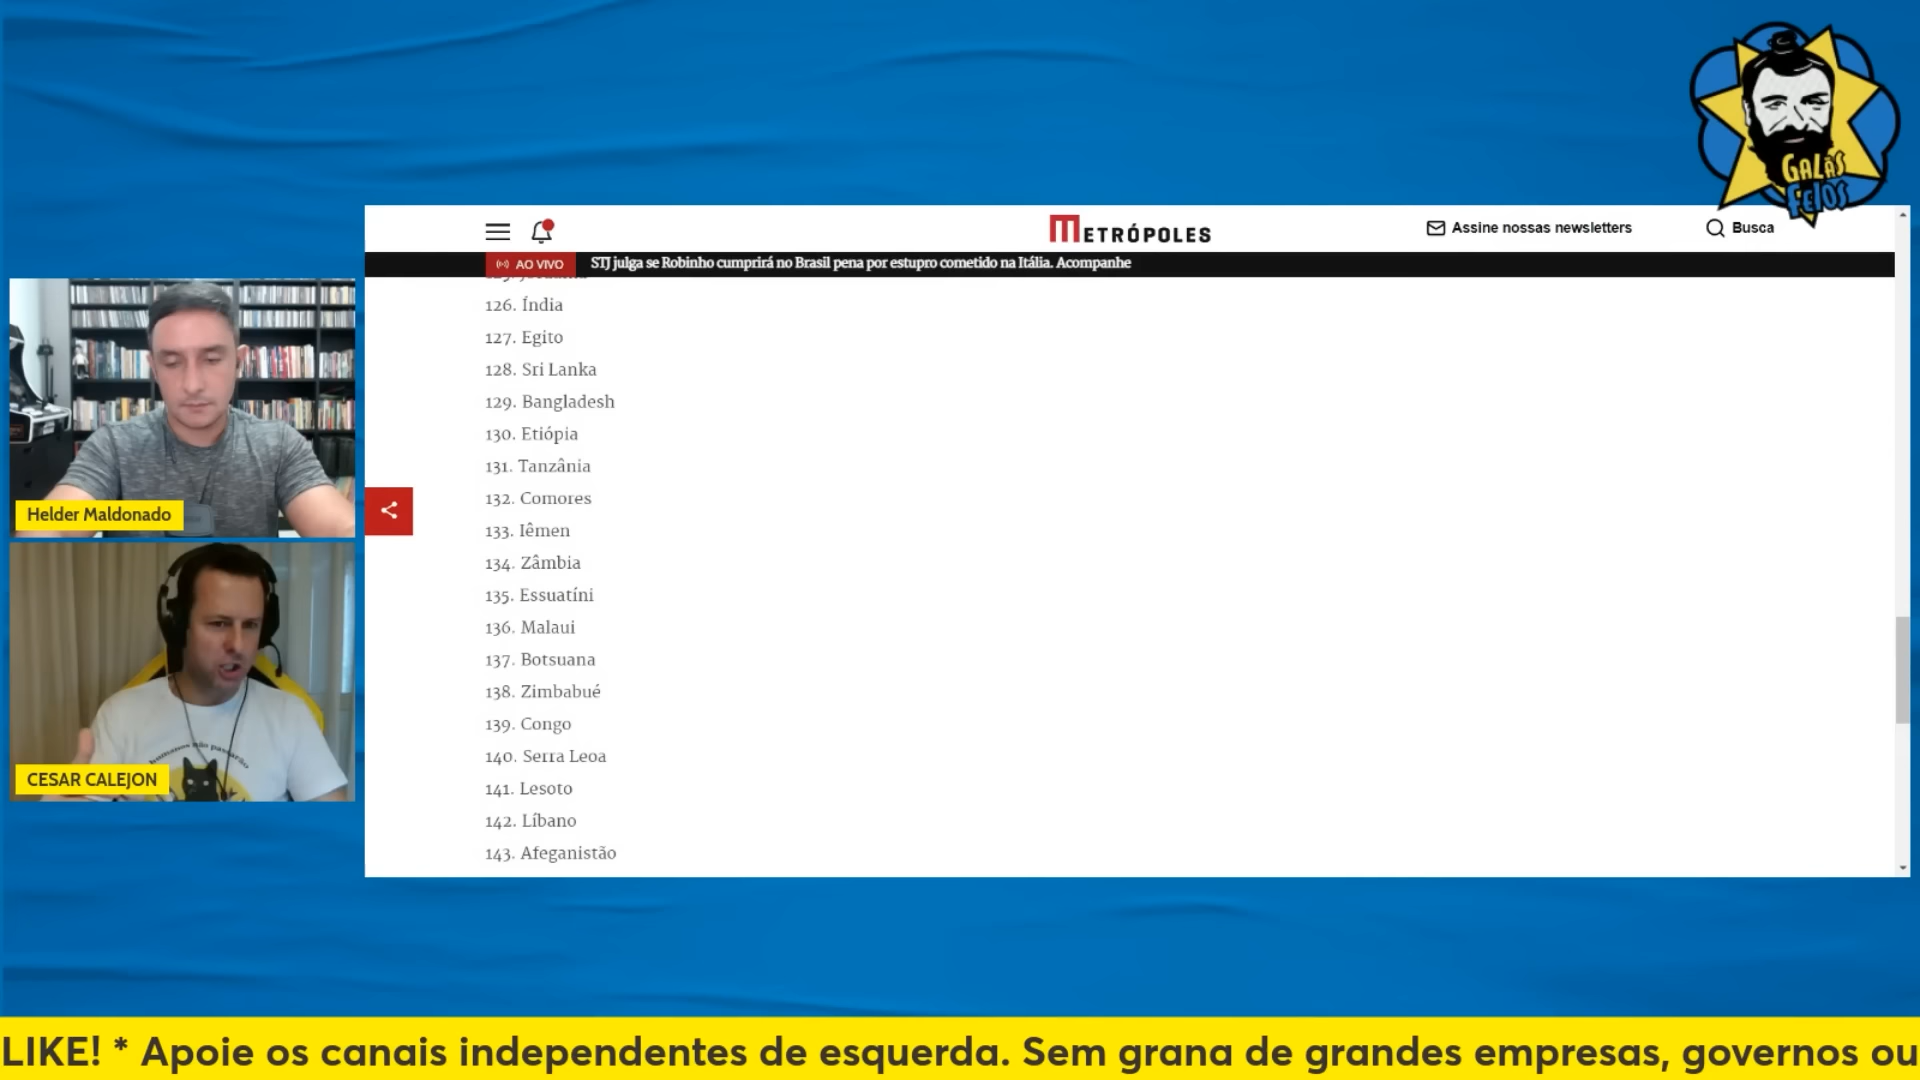 GALÃS
FEIOS
METRÓPOLES
Assine nossas newsletters
Busca
AO VIVO
STJ julga se Robinho cumprirá no Brasil pena por estupro cometido na Itália. Acompanhe
126. Índia
127. Egito
128. Sri Lanka
129. Bangladesh
130. Etiópia
131. Tanzânia
132. Comores
133. Iêmen
134. Zâmbia
135. Essuatíni
136. Malaui
137. Botsuana
138. Zimbabué
139. Congo
140. Serra Leoa
141. Lesoto
142. Líbano
143. Afeganistão
Helder Maldonado
não passarão
CESAR CALEJON
LIKE! * Apoie os canais independentes de esquerda. Sem grana de grandes empresas, governos ou